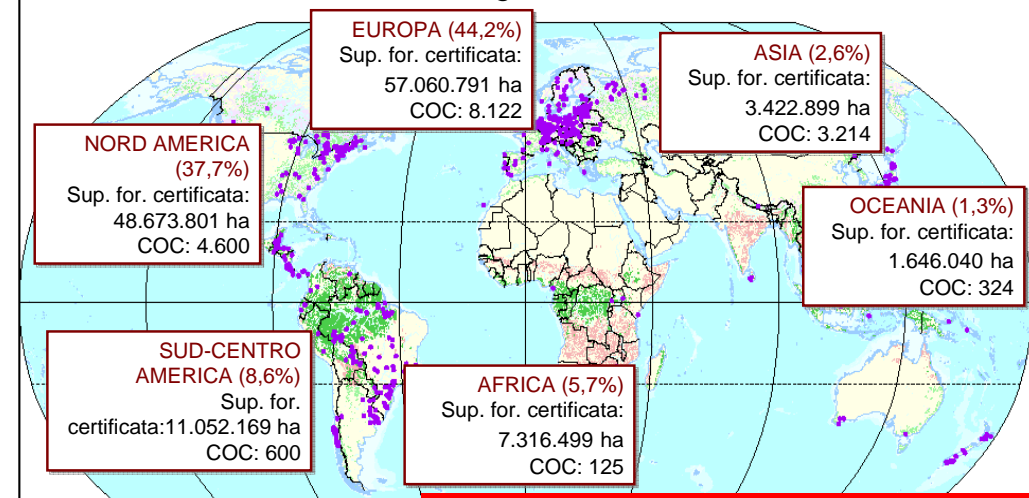 EUROPA (44,2%)
Sup. for. certificata:
57.060.791 ha
COC: 8.122
ASIA (2,6%)
Sup. for. certificata:
3.422.899 ha
COC: 3.214
NORD AMERICA
(37,7%)
Sup. for. certificata:
48.673.801 ha
COC: 4.600
OCEANIA (1,3%)
Sup. for. certificata:
1.646.040 ha
COC: 324
SUD-CENTRO
AMERICA (8,6%)
Sup. for.
certificata:11.052.169 ha
COC: 600
AFRICA (5,7%)
Sup. for. certificata:
7.316.499 ha
COC: 125